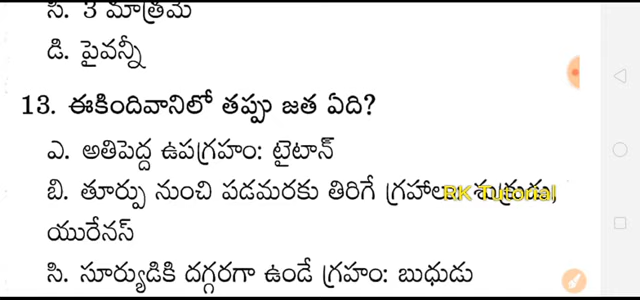 సి. 3 మాత్రమే
డి. పైవన్నీ
13. ఈకిందివానిలో తప్పు జత ఏది?
ఎ. అతిపెద్ద ఉపగ్రహం: టైటాన్
బి. తూర్పు నుంచి పడమరకు తిరిగే గ్రహాలు: శుక్రుడు,
RK Tutorial
యురేనస్
సి. సూర్యుడికి దగ్గరగా ఉండే గ్రహం: బుధుడు